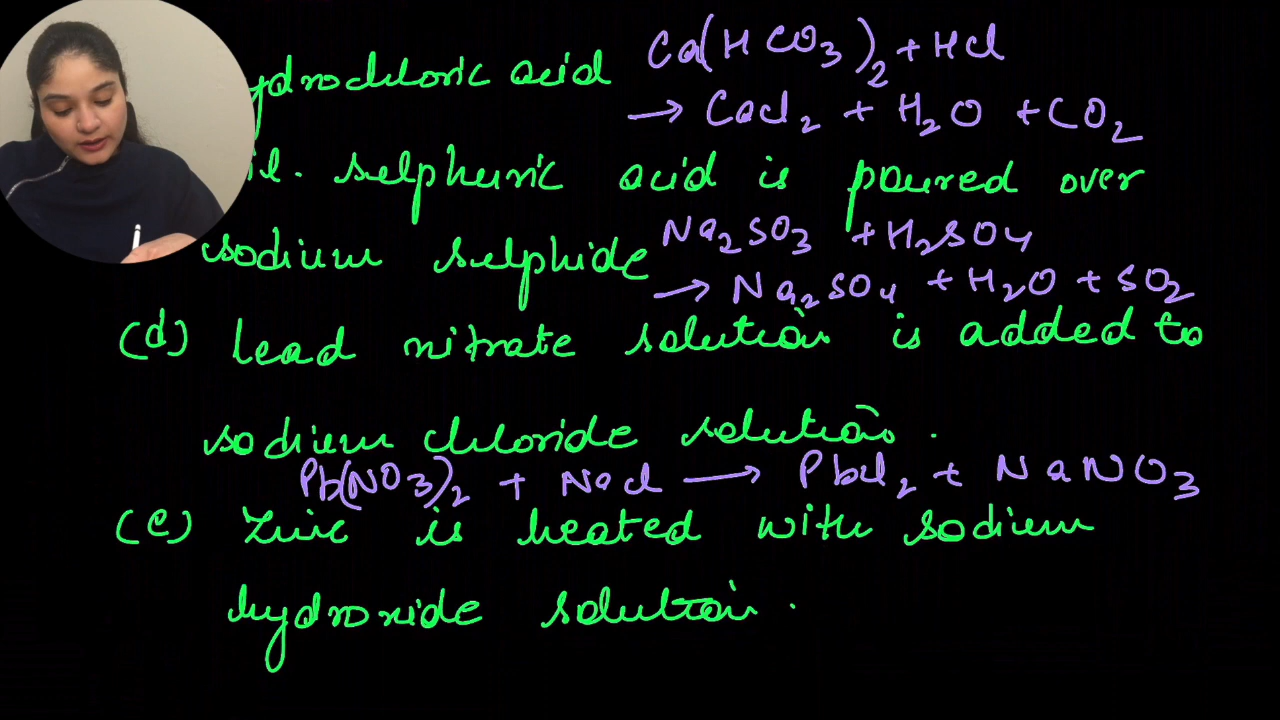 ydrochloric acid Ca(HCO3)2 + HCl
→ CaCl2 + H2O + CO2
il. sulphuric acid is poured over
sodium sulphide Na2SO3 + H2SO4
→ Na2SO4 + H2O + SO2
(d) lead nitrate solution is added to
sodium chloride solution.
Pb(NO3)2 + NaCl → PbCl2 + NaNO3
(e) Zinc is heated with sodium
hydroxide solution.